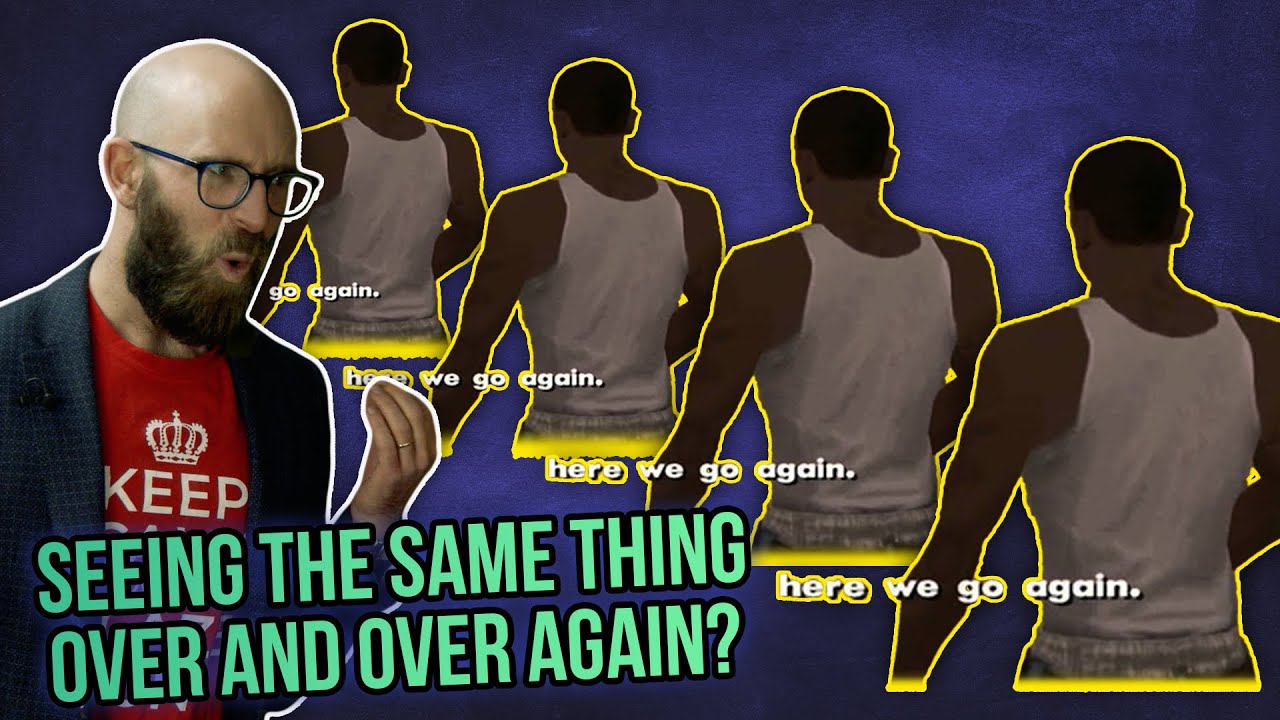 go again.
here we go again.
here we go again.
here we go again.
KEEP
SEEING THE SAME THING
OVER AND OVER AGAIN?